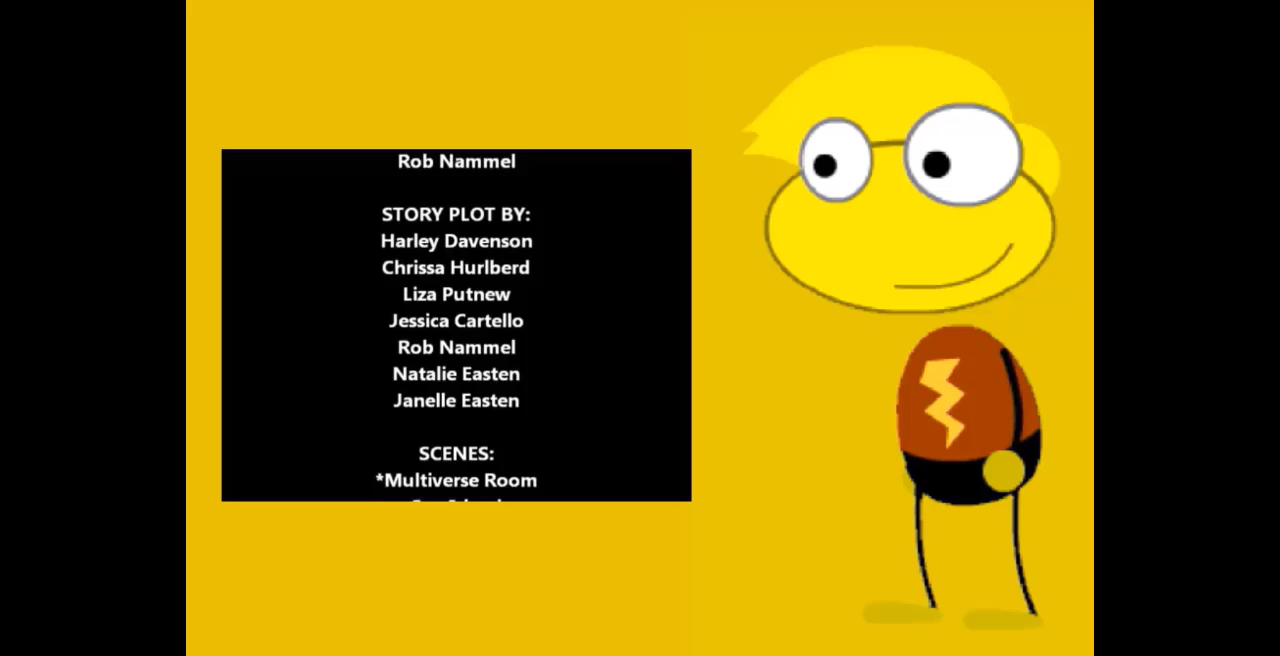 Rob Nammel
STORY PLOT BY:
Harley Davenson
Chrissa Hurlberd
Liza Putnew
Jessica Cartello
Rob Nammel
Natalie Easten
Janelle Easten
SCENES:
*Multiverse Room